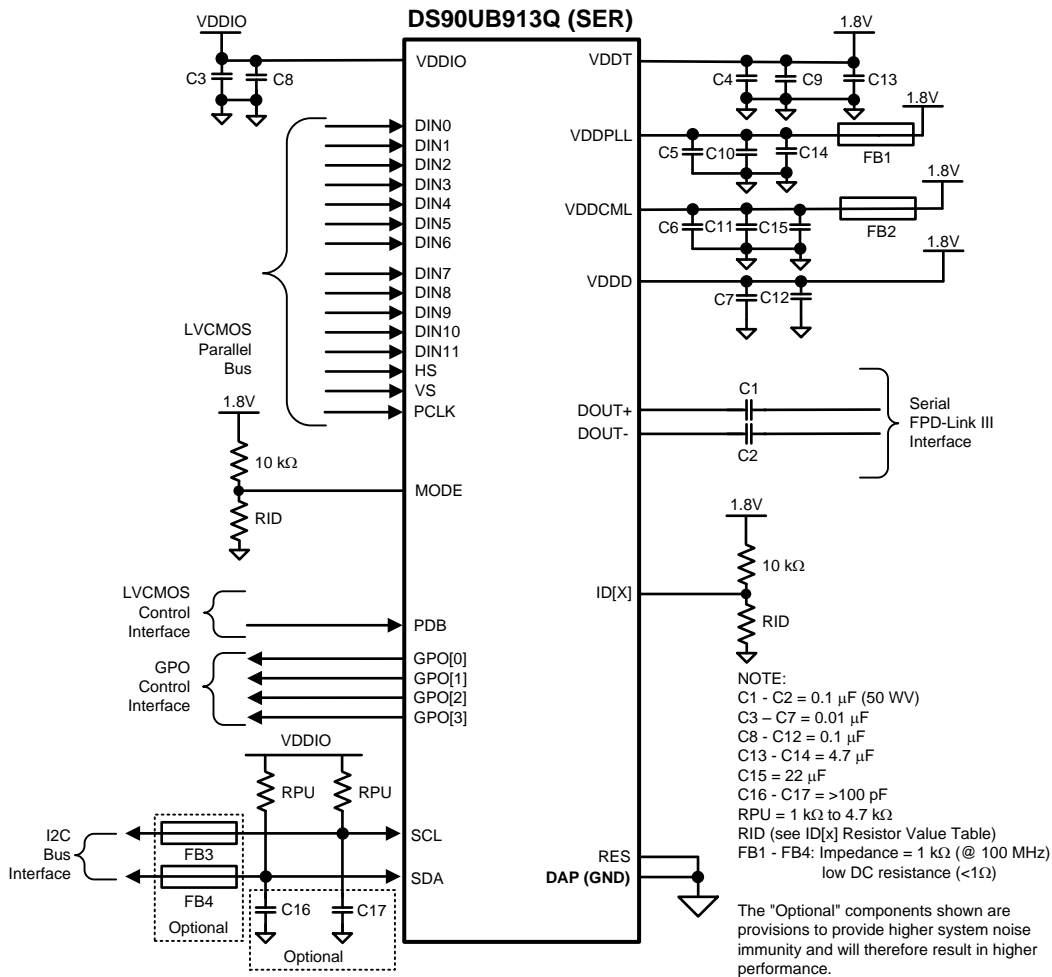 DS90UB913Q (SER)
VDDIO
C3
C8
VDDIO
DIN0
DIN1
DIN2
DIN3
DIN4
DIN5
DIN6
DIN7
DIN8
DIN9
DIN10
DIN11
HS
VS
PCLK
LVCMOS
Parallel
Bus
1.8V
10 kΩ
RID
MODE
LVCMOS
Control
Interface
PDB
GPO
Control
Interface
GPO[0]
GPO[1]
GPO[2]
GPO[3]
VDDIO
RPU
RPU
I2C
Bus
Interface
FB3
FB4
Optional
SCL
SDA
C16
C17
Optional
VDDT
1.8V
C4
C9
C13
VDDPLL
1.8V
C5
C10
C14
FB1
VDDCML
1.8V
C6
C11
C15
FB2
VDDD
1.8V
C7
C12
DOUT+
DOUT-
C1
C2
Serial
FPD-Link III
Interface
1.8V
10 kΩ
ID[X]
RID
RES
DAP (GND)
NOTE:
C1 - C2 = 0.1 μF (50 WV)
C3 – C7 = 0.01 μF
C8 - C12 = 0.1 μF
C13 - C14 = 4.7 μF
C15 = 22 μF
C16 - C17 = >100 pF
RPU = 1 kΩ to 4.7 kΩ
RID (see ID[x] Resistor Value Table)
FB1 - FB4: Impedance = 1 kΩ (@ 100 MHz)
low DC resistance (<1Ω)
The "Optional" components shown are
provisions to provide higher system noise
immunity and will therefore result in higher
performance.